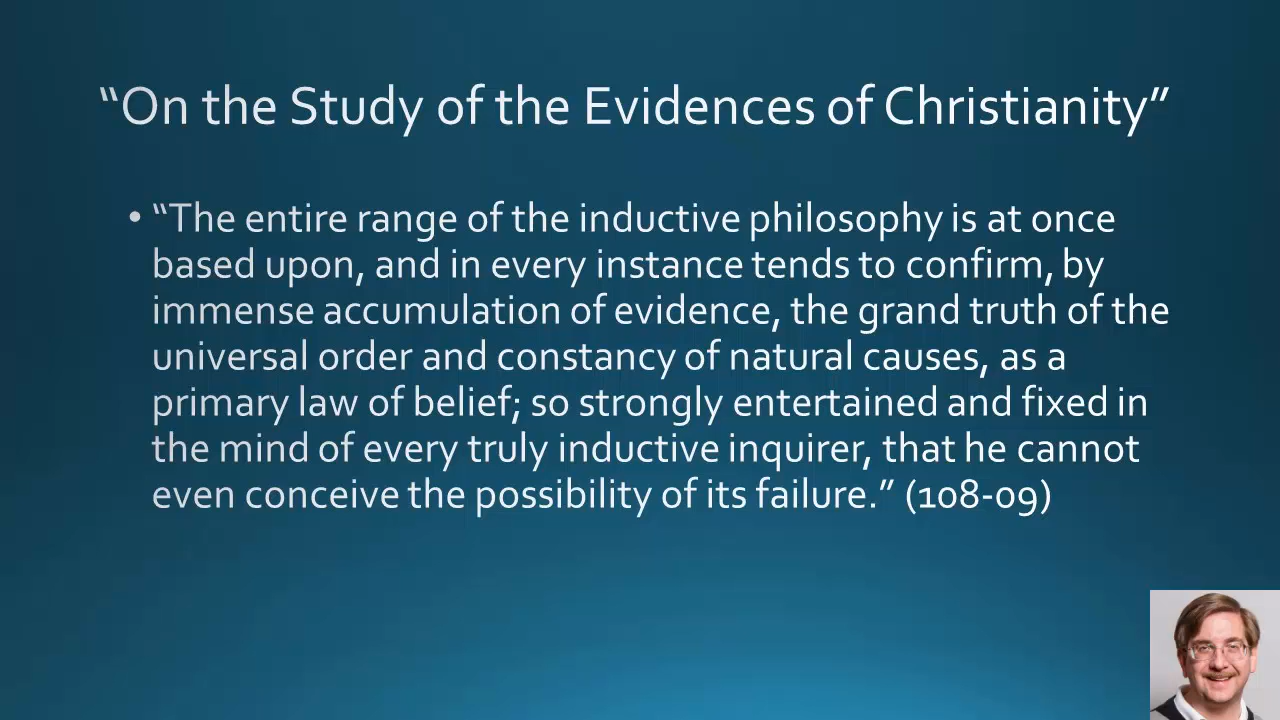 “On the Study of the Evidences of Christianity”
• “The entire range of the inductive philosophy is at once
based upon, and in every instance tends to confirm, by
immense accumulation of evidence, the grand truth of the
universal order and constancy of natural causes, as a
primary law of belief; so strongly entertained and fixed in
the mind of every truly inductive inquirer, that he cannot
even conceive the possibility of its failure.” (108-09)